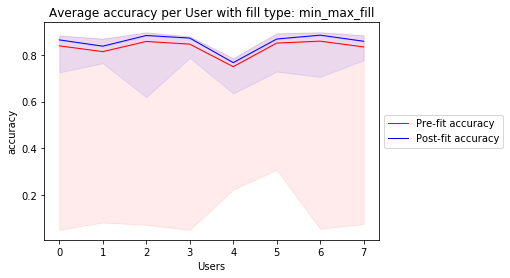 Average accuracy per User with fill type: min_max_fill
accuracy
0.8
0.6
0.4
0.2
0 1 2 3 4 5 6 7
Users
Pre-fit accuracy
Post-fit accuracy